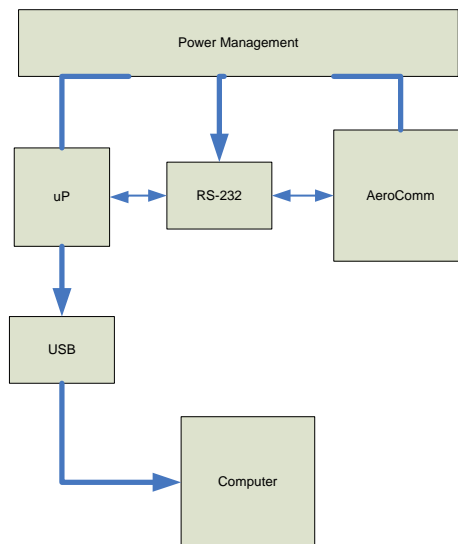 Power Management
uP
RS-232
AeroComm
USB
Computer